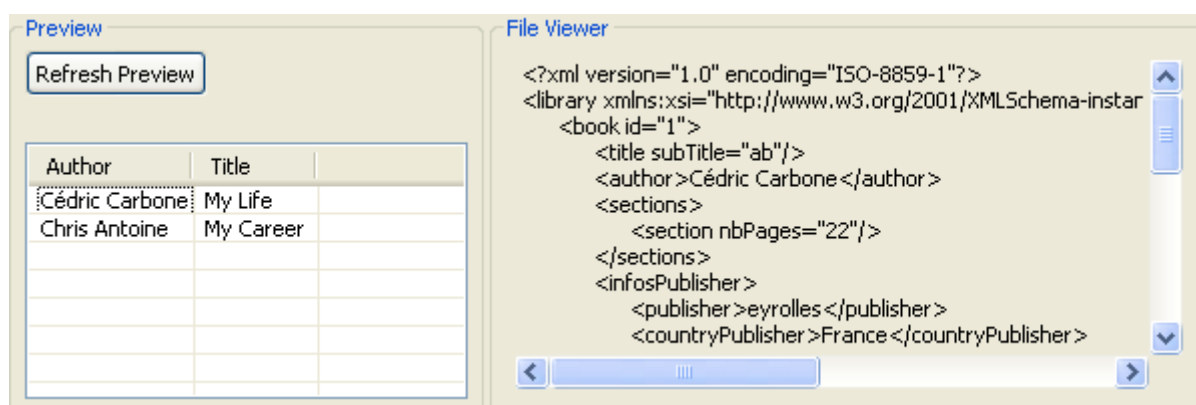 Preview
Refresh Preview
Author Title
Cédric Carbone My Life
Chris Antoine My Career
File Viewer
<?xml version="1.0" encoding="ISO-8859-1"?>
<library xmlns:xsi="http://www.w3.org/2001/XMLSchema-instar
<book id="1">
<title subTitle="ab"/>
<author>Cédric Carbone</author>
<sections>
<section nbPages="22"/>
</sections>
<infosPublisher>
<publisher>eyrolles</publisher>
<countryPublisher>France</countryPublisher>